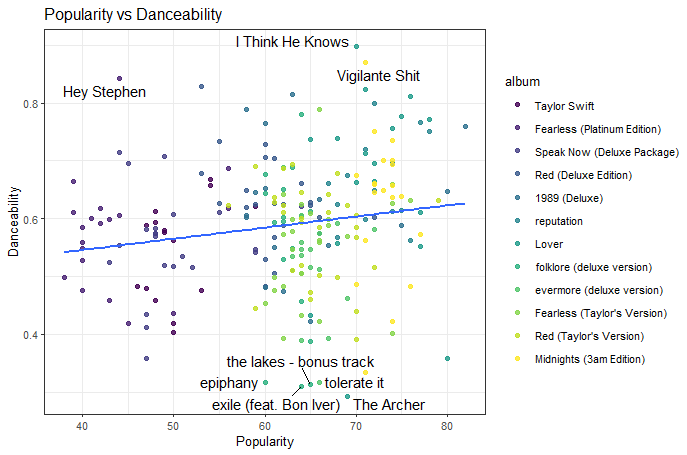 Popularity vs Danceability
I Think He Knows
Vigilante Shit
Hey Stephen
0.8
0.6
0.4
Danceability
the lakes - bonus track
epiphany
tolerate it
exile (feat. Bon Iver)
The Archer
40
50
60
70
80
Popularity
album
Taylor Swift
Fearless (Platinum Edition)
Speak Now (Deluxe Package)
Red (Deluxe Edition)
1989 (Deluxe)
reputation
Lover
folklore (deluxe version)
evermore (deluxe version)
Fearless (Taylor's Version)
Red (Taylor's Version)
Midnights (3am Edition)